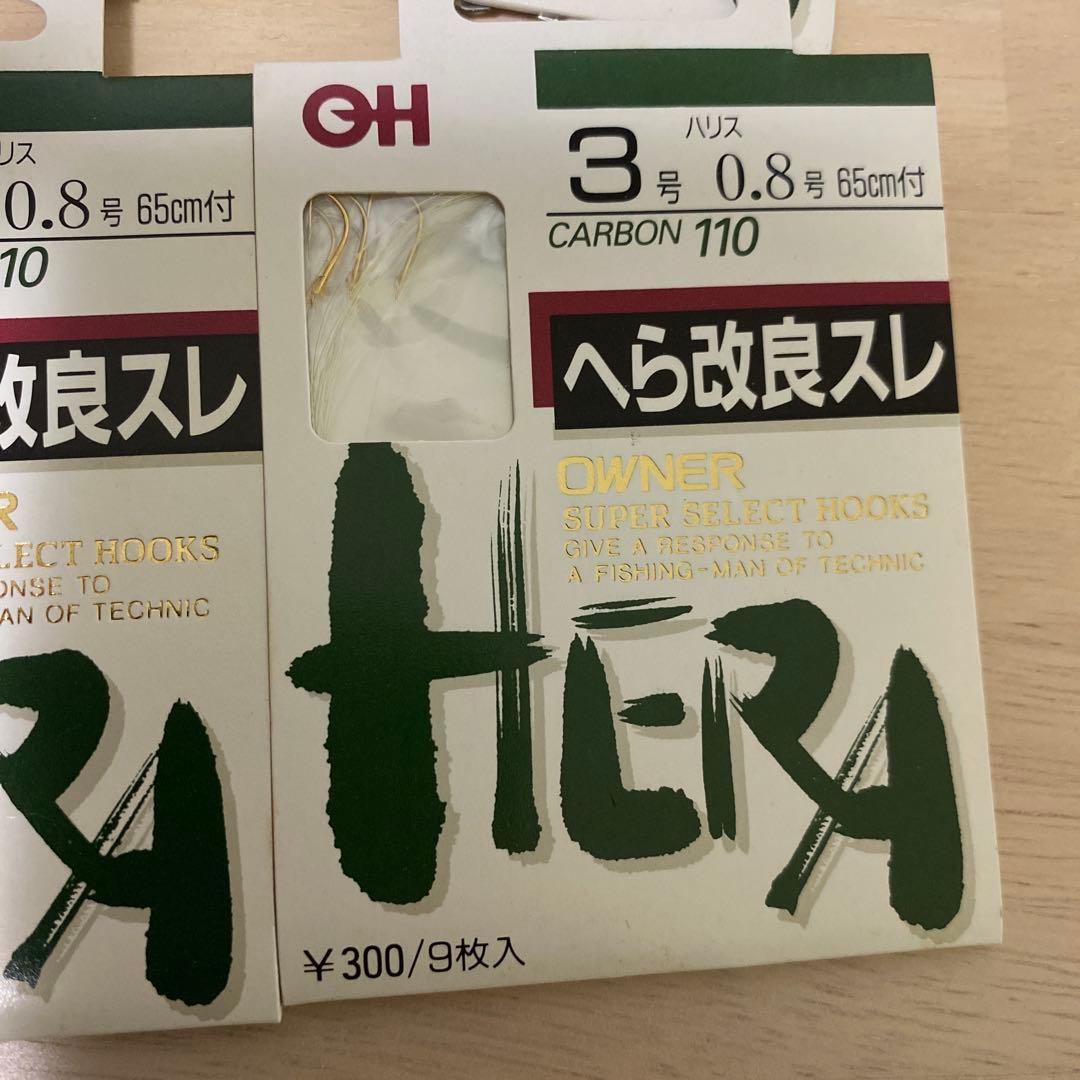 リス
0.8号 65cm付
10
改良スレ
R
LECT HOOKS
ONSE TO
AN OF TECHNIC
RA
OH
ハリス
3号 0.8号 65cm付
CARBON 110
へら改良スレ
OWNER
SUPER SELECT HOOKS
GIVE A RESPONSE TO
A FISHING-MAN OF TECHNIC
HERA
¥300/9枚入